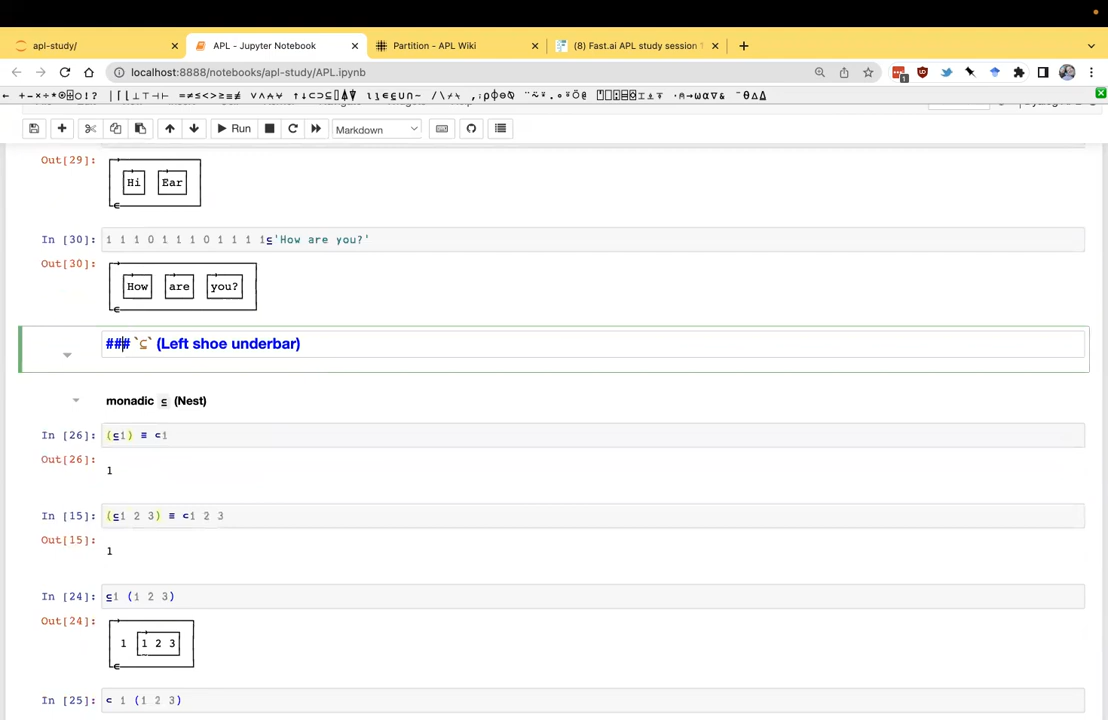 apl-study/
APL - Jupyter Notebook
Partition - APL Wiki
(8) Fast.ai APL study session
localhost:8888/notebooks/apl-study/APL.ipynb
Run
Markdown
Out[29]:
Hi Ear
In [30]: 1 1 1 0 1 1 1 0 1 1 1 1⊆'How are you?'
Out[30]:
How are you?
### `⊆` (Left shoe underbar)
monadic ⊆ (Nest)
In [26]: (⊆1) ≡ ⊂1
Out[26]:
1
In [15]: (⊆1 2 3) ≡ ⊂1 2 3
Out[15]:
1
In [24]: ⊆1 (1 2 3)
Out[24]:
1 1 2 3
In [25]: ⊂ 1 (1 2 3)